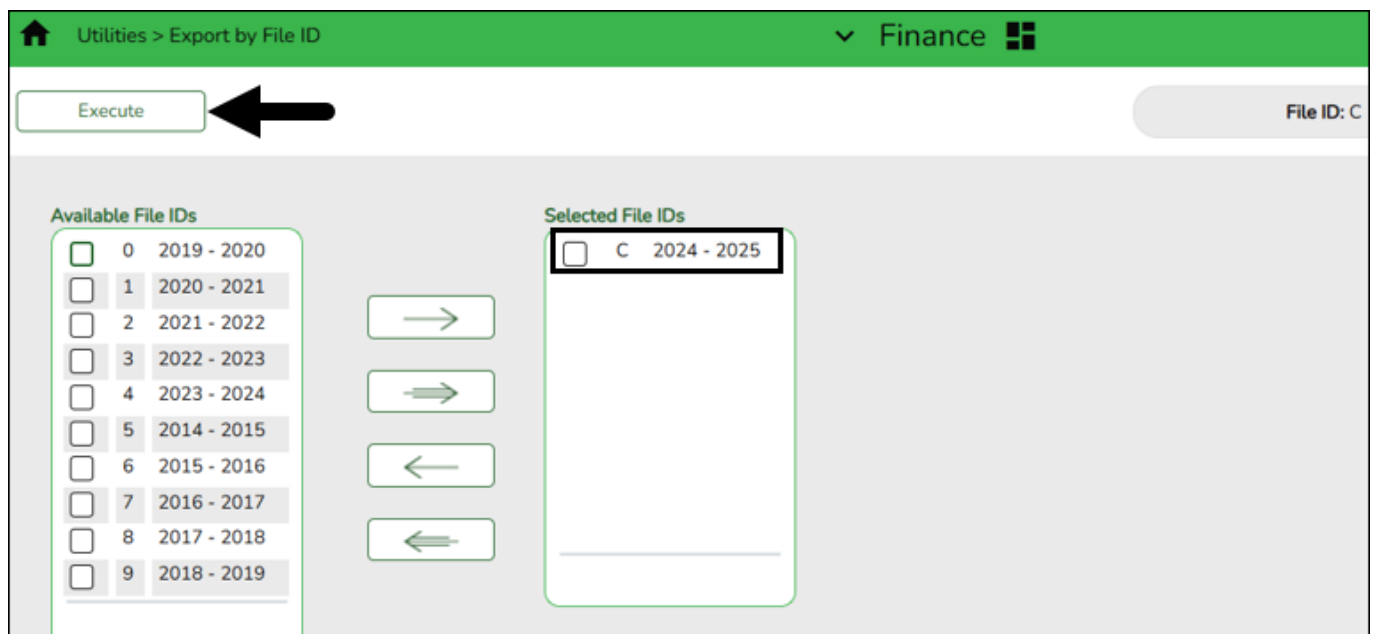 Utilities > Export by File ID
Finance
Execute
File ID: C
Available File IDs
0 2019 - 2020
1 2020 - 2021
2 2021 - 2022
3 2022 - 2023
4 2023 - 2024
5 2014 - 2015
6 2015 - 2016
7 2016 - 2017
8 2017 - 2018
9 2018 - 2019
Selected File IDs
C 2024 - 2025